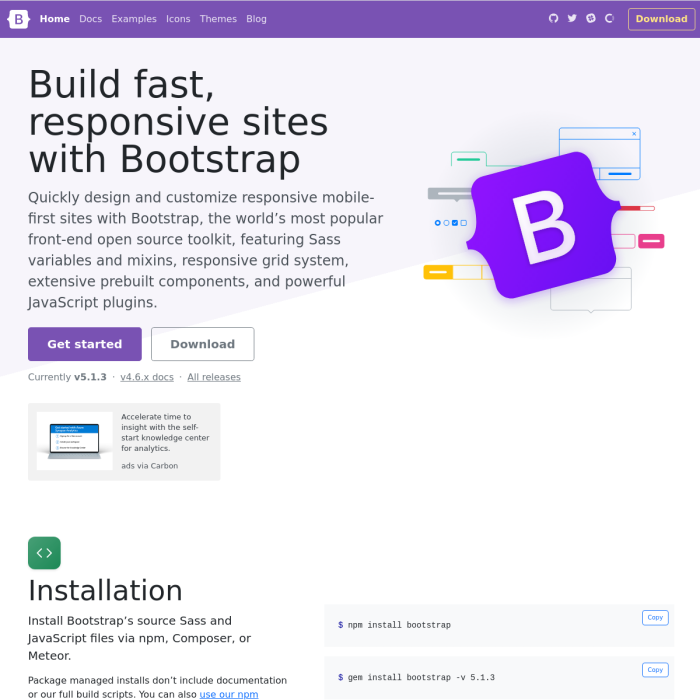 B Home Docs Examples Icons Themes Blog Download
Build fast,
responsive sites
with Bootstrap
Quickly design and customize responsive mobile-
first sites with Bootstrap, the world’s most popular
front-end open source toolkit, featuring Sass
variables and mixins, responsive grid system,
extensive prebuilt components, and powerful
JavaScript plugins.
B
Get started Download
Currently v5.1.3 · v4.6.x docs · All releases
Accelerate time to
insight with the self-
start knowledge center
for analytics.
ads via Carbon
Installation
Install Bootstrap’s source Sass and
JavaScript files via npm, Composer, or
Meteor.
Package managed installs don’t include documentation
or our full build scripts. You can also use our npm
$ npm install bootstrap
Copy
$ gem install bootstrap -v 5.1.3
Copy